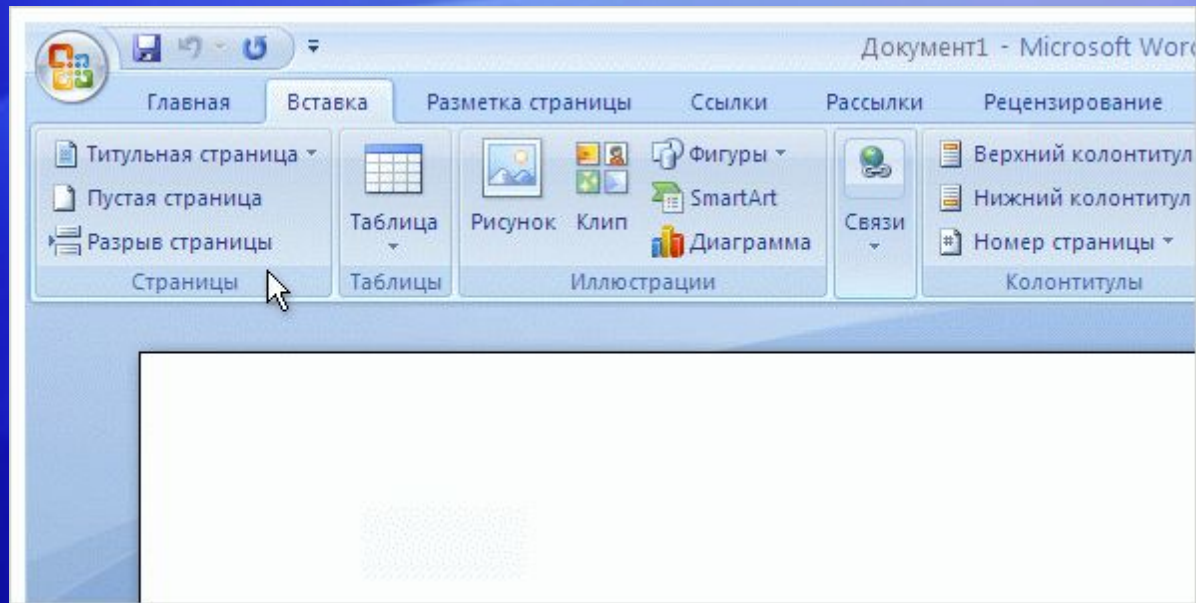 Документ1 - Microsoft Word
Главная Вставка Разметка страницы Ссылки Рассылки Рецензирование
Титульная страница
Пустая страница
Разрыв страницы
Страницы
Таблица
Таблицы
Рисунок Клип
Фигуры
SmartArt
Диаграмма
Иллюстрации
Связи
Верхний колонтитул
Нижний колонтитул
Номер страницы
Колонтитулы